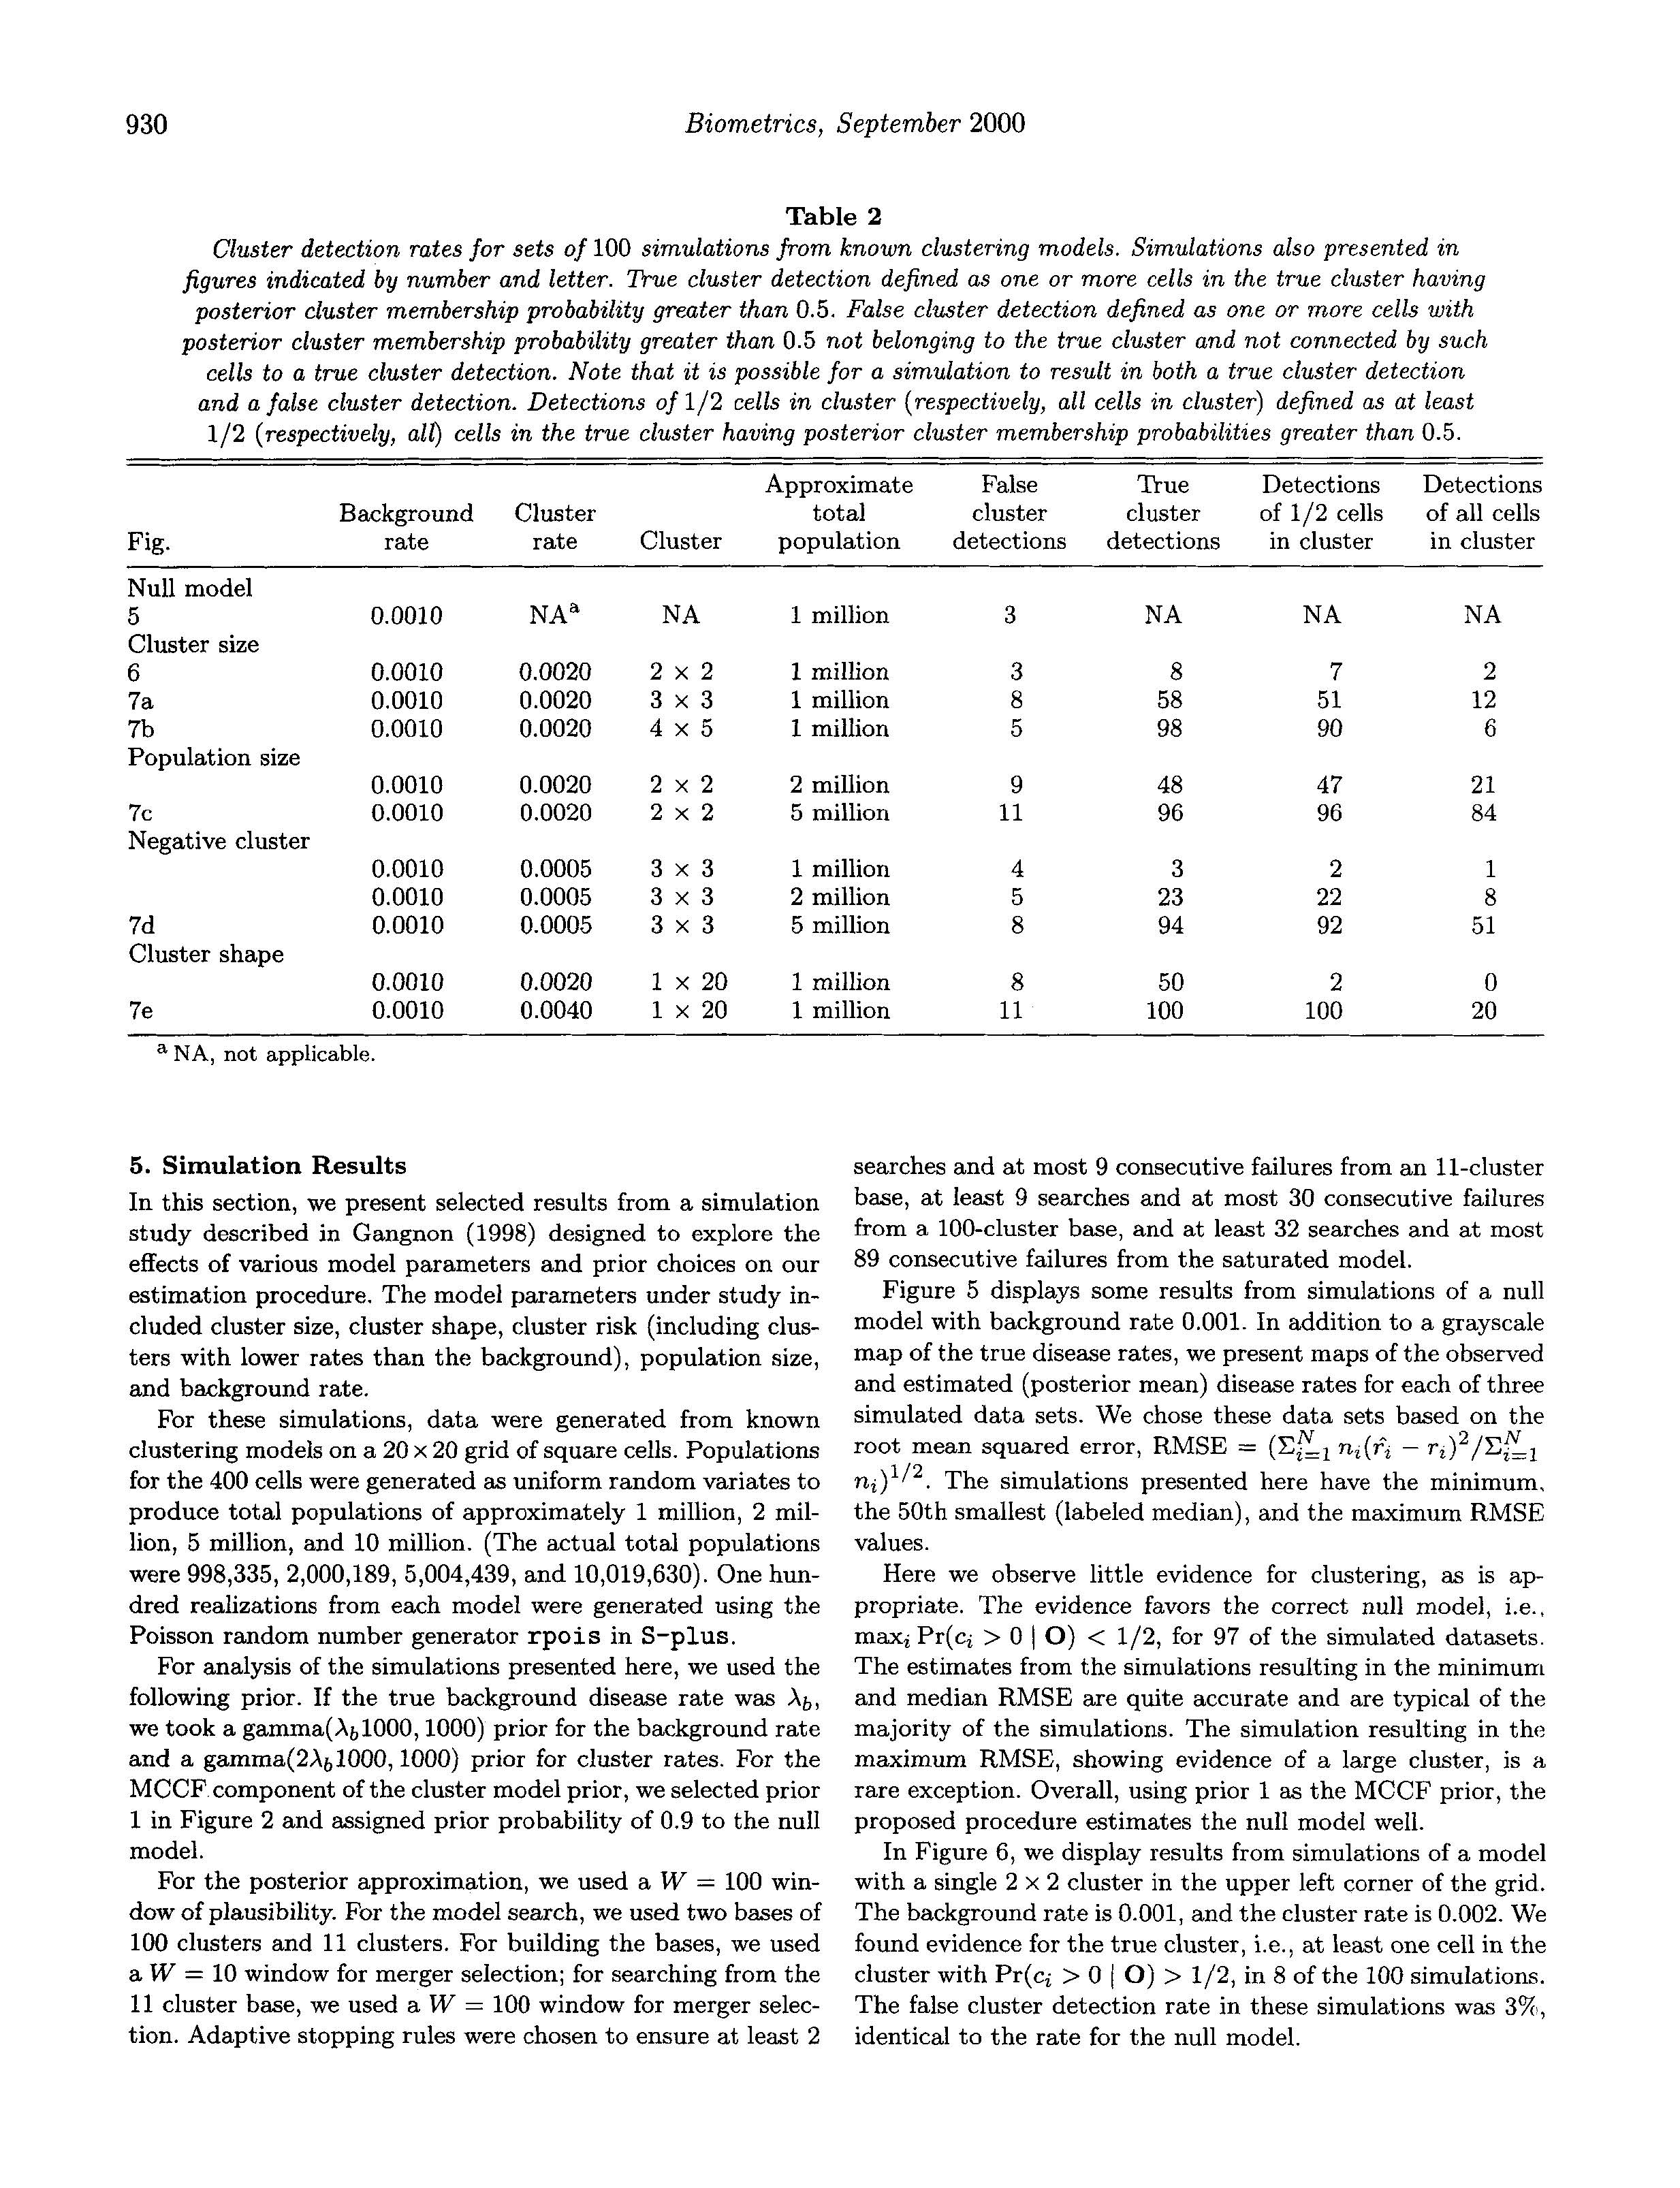 930
Biometrics, September 2000
Table 2
Cluster detection rates for sets of 100 simulations from known clustering models. Simulations also presented in
figures indicated by number and letter. True cluster detection defined as one or more cells in the true cluster having
posterior cluster membership probability greater than 0.5. False cluster detection defined as one or more cells with
posterior cluster membership probability greater than 0.5 not belonging to the true cluster and not connected by such
cells to a true cluster detection. Note that it is possible for a simulation to result in both a true cluster detection
and a false cluster detection. Detections of 1/2 cells in cluster (respectively, all cells in cluster) defined as at least
1/2 (respectively, all) cells in the true cluster having posterior cluster membership probabilities greater than 0.5.
Approximate False True Detections Detections
Background Cluster total cluster cluster of 1/2 cells of all cells
Fig. rate rate Cluster population detections detections in cluster in cluster
Null model
5 0.0010 NAᵃ NA 1 million 3 NA NA NA
Cluster size
6 0.0010 0.0020 2 × 2 1 million 3 8 7 2
7a 0.0010 0.0020 3 × 3 1 million 8 58 51 12
7b 0.0010 0.0020 4 × 5 1 million 5 98 90 6
Population size
0.0010 0.0020 2 × 2 2 million 9 48 47 21
7c 0.0010 0.0020 2 × 2 5 million 11 96 96 84
Negative cluster
0.0010 0.0005 3 × 3 1 million 4 3 2 1
0.0010 0.0005 3 × 3 2 million 5 23 22 8
7d 0.0010 0.0005 3 × 3 5 million 8 94 92 51
Cluster shape
0.0010 0.0020 1 × 20 1 million 8 50 2 0
7e 0.0010 0.0040 1 × 20 1 million 11 100 100 20
ᵃ NA, not applicable.
5. Simulation Results
In this section, we present selected results from a simulation
study described in Gangnon (1998) designed to explore the
effects of various model parameters and prior choices on our
estimation procedure. The model parameters under study in-
cluded cluster size, cluster shape, cluster risk (including clus-
ters with lower rates than the background), population size,
and background rate.
For these simulations, data were generated from known
clustering models on a 20 × 20 grid of square cells. Populations
for the 400 cells were generated as uniform random variates to
produce total populations of approximately 1 million, 2 mil-
lion, 5 million, and 10 million. (The actual total populations
were 998,335, 2,000,189, 5,004,439, and 10,019,630). One hun-
dred realizations from each model were generated using the
Poisson random number generator rpois in S-plus.
For analysis of the simulations presented here, we used the
following prior. If the true background disease rate was λ_b,
we took a gamma(λ_b1000, 1000) prior for the background rate
and a gamma(2λ_b1000, 1000) prior for cluster rates. For the
MCCF component of the cluster model prior, we selected prior
1 in Figure 2 and assigned prior probability of 0.9 to the null
model.
For the posterior approximation, we used a W = 100 win-
dow of plausibility. For the model search, we used two bases of
100 clusters and 11 clusters. For building the bases, we used
a W = 10 window for merger selection; for searching from the
11 cluster base, we used a W = 100 window for merger selec-
tion. Adaptive stopping rules were chosen to ensure at least 2
searches and at most 9 consecutive failures from an 11-cluster
base, at least 9 searches and at most 30 consecutive failures
from a 100-cluster base, and at least 32 searches and at most
89 consecutive failures from the saturated model.
Figure 5 displays some results from simulations of a null
model with background rate 0.001. In addition to a grayscale
map of the true disease rates, we present maps of the observed
and estimated (posterior mean) disease rates for each of three
simulated data sets. We chose these data sets based on the
root mean squared error, RMSE = (Σ_{i=1}^N n_i(r̂_i − r_i)²/Σ_{i=1}^N
n_i)^{1/2}. The simulations presented here have the minimum,
the 50th smallest (labeled median), and the maximum RMSE
values.
Here we observe little evidence for clustering, as is ap-
propriate. The evidence favors the correct null model, i.e.,
max_i Pr(c_i > 0 | O) < 1/2, for 97 of the simulated datasets.
The estimates from the simulations resulting in the minimum
and median RMSE are quite accurate and are typical of the
majority of the simulations. The simulation resulting in the
maximum RMSE, showing evidence of a large cluster, is a
rare exception. Overall, using prior 1 as the MCCF prior, the
proposed procedure estimates the null model well.
In Figure 6, we display results from simulations of a model
with a single 2 × 2 cluster in the upper left corner of the grid.
The background rate is 0.001, and the cluster rate is 0.002. We
found evidence for the true cluster, i.e., at least one cell in the
cluster with Pr(c_i > 0 | O) > 1/2, in 8 of the 100 simulations.
The false cluster detection rate in these simulations was 3%,
identical to the rate for the null model.